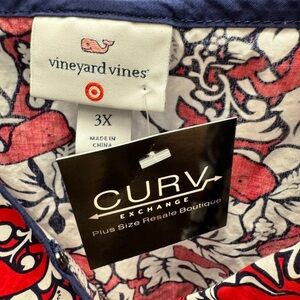 vineyard vines
3X
MADE IN
CHINA
CURV
EXCHANGE
Plus Size Resale Boutique